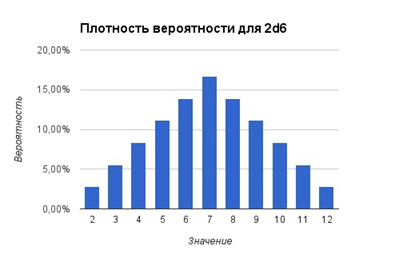 Плотность вероятности для 2d6
20,00%
15,00%
10,00%
5,00%
0,00%
Вероятность
2 3 4 5 6 7 8 9 10 11 12
Значение